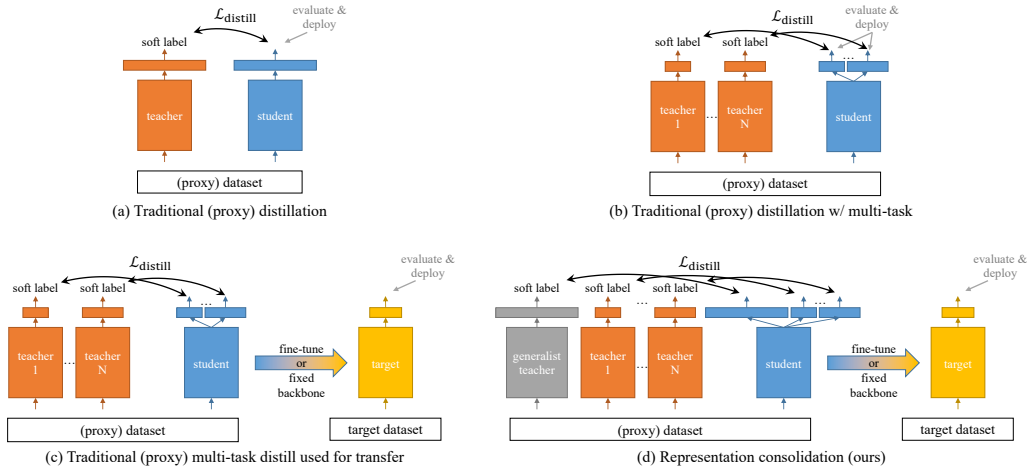 ℒdistill
evaluate &
deploy
soft label
teacher
student
(proxy) dataset
(a) Traditional (proxy) distillation
ℒdistill
evaluate &
deploy
soft label
soft label
...
teacher
1
...
teacher
N
student
(proxy) dataset
(b) Traditional (proxy) distillation w/ multi-task
ℒdistill
evaluate &
deploy
soft label
soft label
...
teacher
1
...
teacher
N
student
fine-tune
or
fixed
backbone
target
(proxy) dataset
target dataset
(c) Traditional (proxy) multi-task distill used for transfer
ℒdistill
evaluate &
deploy
soft label
soft label
soft label
...
...
generalist
teacher
teacher
1
...
teacher
N
student
fine-tune
or
fixed
backbone
target
(proxy) dataset
target dataset
(d) Representation consolidation (ours)